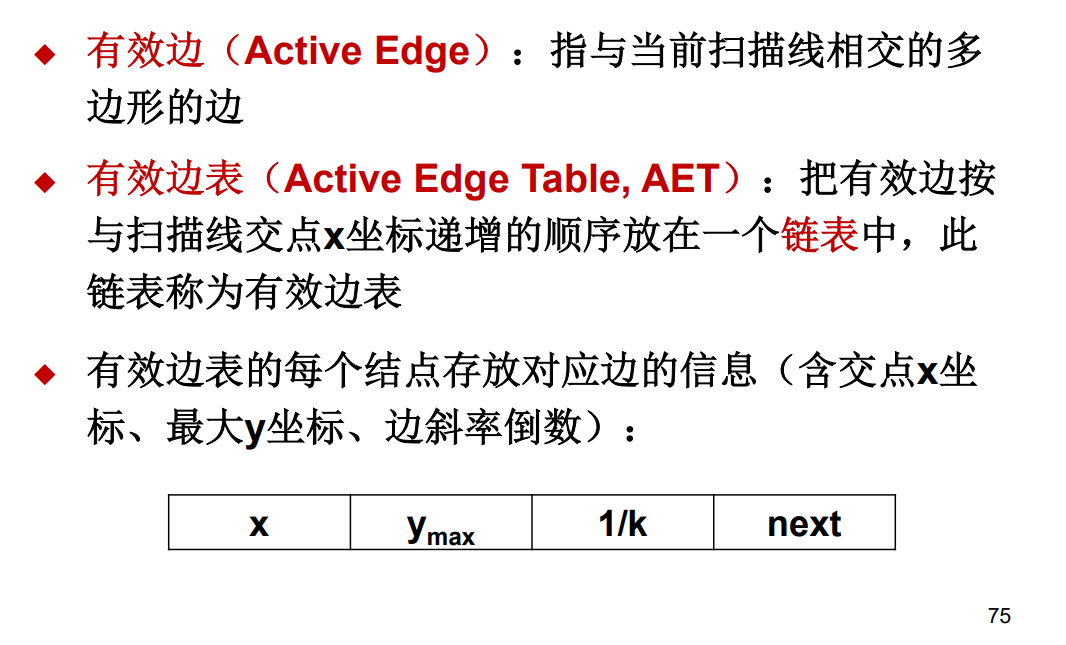 ◆ 有效边（Active Edge）：指与当前扫描线相交的多
边形的边
◆ 有效边表（Active Edge Table, AET）：把有效边按
与扫描线交点x坐标递增的顺序放在一个链表中，此
链表称为有效边表
◆ 有效边表的每个结点存放对应边的信息（含交点x坐
标、最大y坐标、边斜率倒数）：
x ymax 1/k next
75